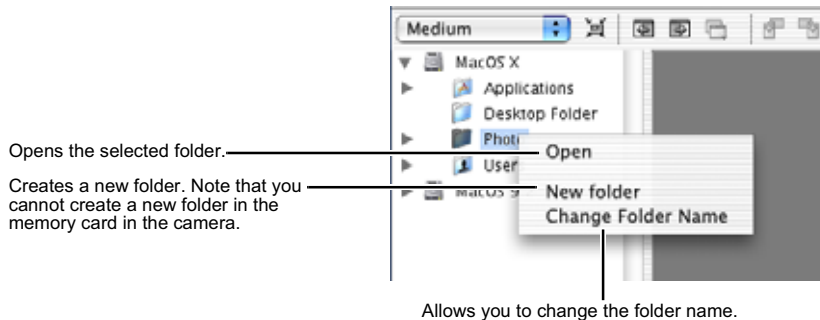 Medium
MacOS X
Applications
Desktop Folder
Opens the selected folder.
Open
Creates a new folder. Note that you
cannot create a new folder in the
memory card in the camera.
New folder
Change Folder Name
Allows you to change the folder name.